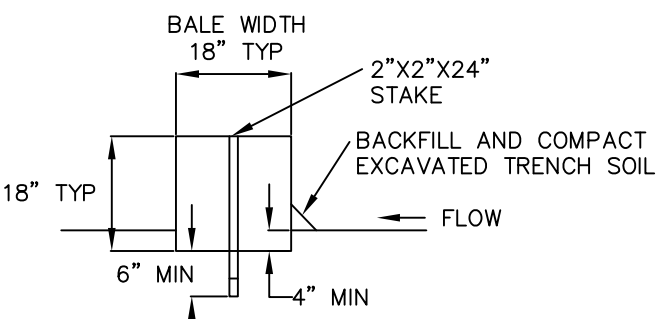 BALE WIDTH
18” TYP
2”X2”X24”
STAKE
BACKFILL AND COMPACT
EXCAVATED TRENCH SOIL
18” TYP
FLOW
6” MIN
4” MIN